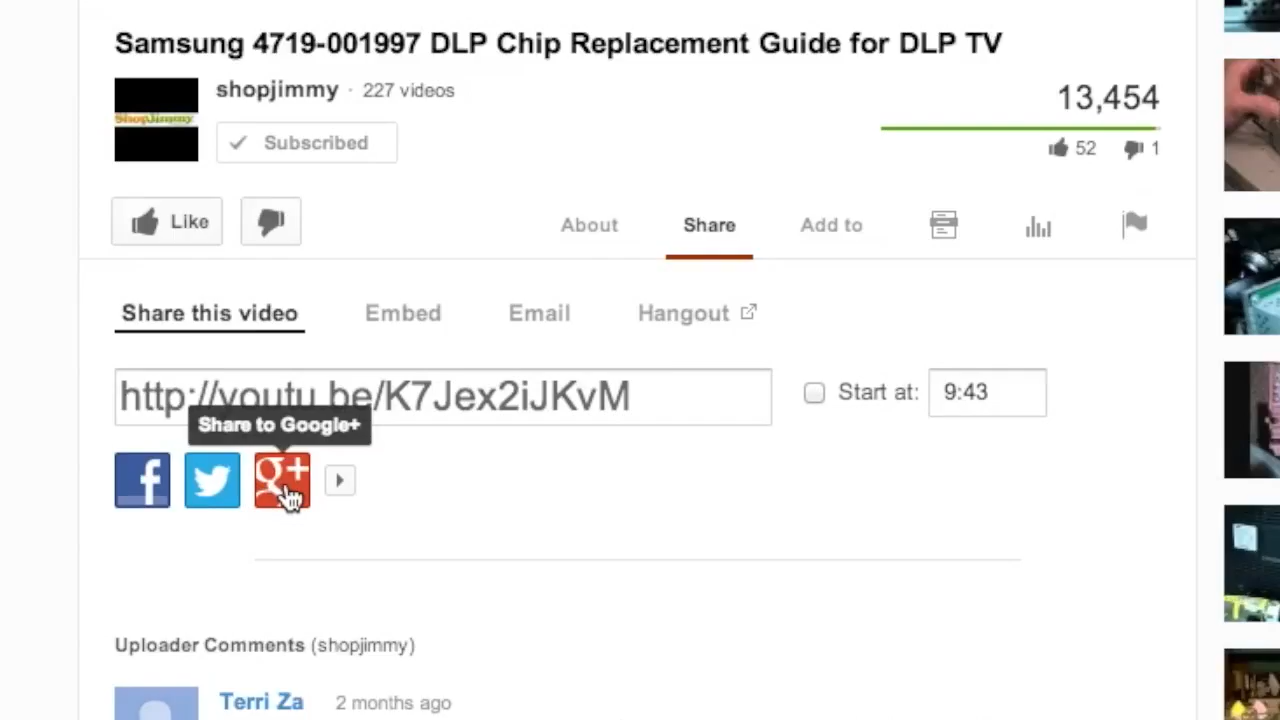 Samsung 4719-001997 DLP Chip Replacement Guide for DLP TV
shopjimmy · 227 videos
ShopJimmy
Subscribed
13,454
52 1
Like
About Share Add to
Share this video Embed Email Hangout
http://youtu.be/K7Jex2iJKvM
Start at: 9:43
Share to Google+
f
g+
Uploader Comments (shopjimmy)
Terri Za 2 months ago